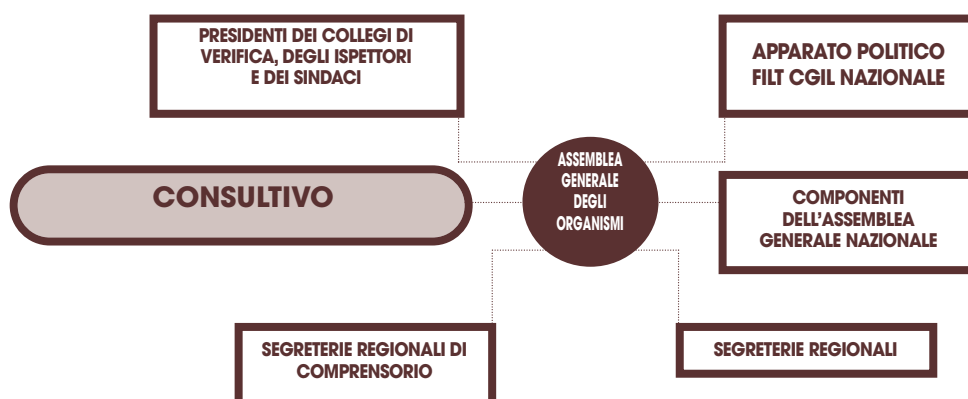 PRESIDENTI DEI COLLEGI DI
VERIFICA, DEGLI ISPETTORI
E DEI SINDACI
APPARATO POLITICO
FILT CGIL NAZIONALE
CONSULTIVO
ASSEMBLEA
GENERALE
DEGLI
ORGANISMI
COMPONENTI
DELL'ASSEMBLEA
GENERALE NAZIONALE
SEGRETERIE REGIONALI DI
COMPRENSORIO
SEGRETERIE REGIONALI